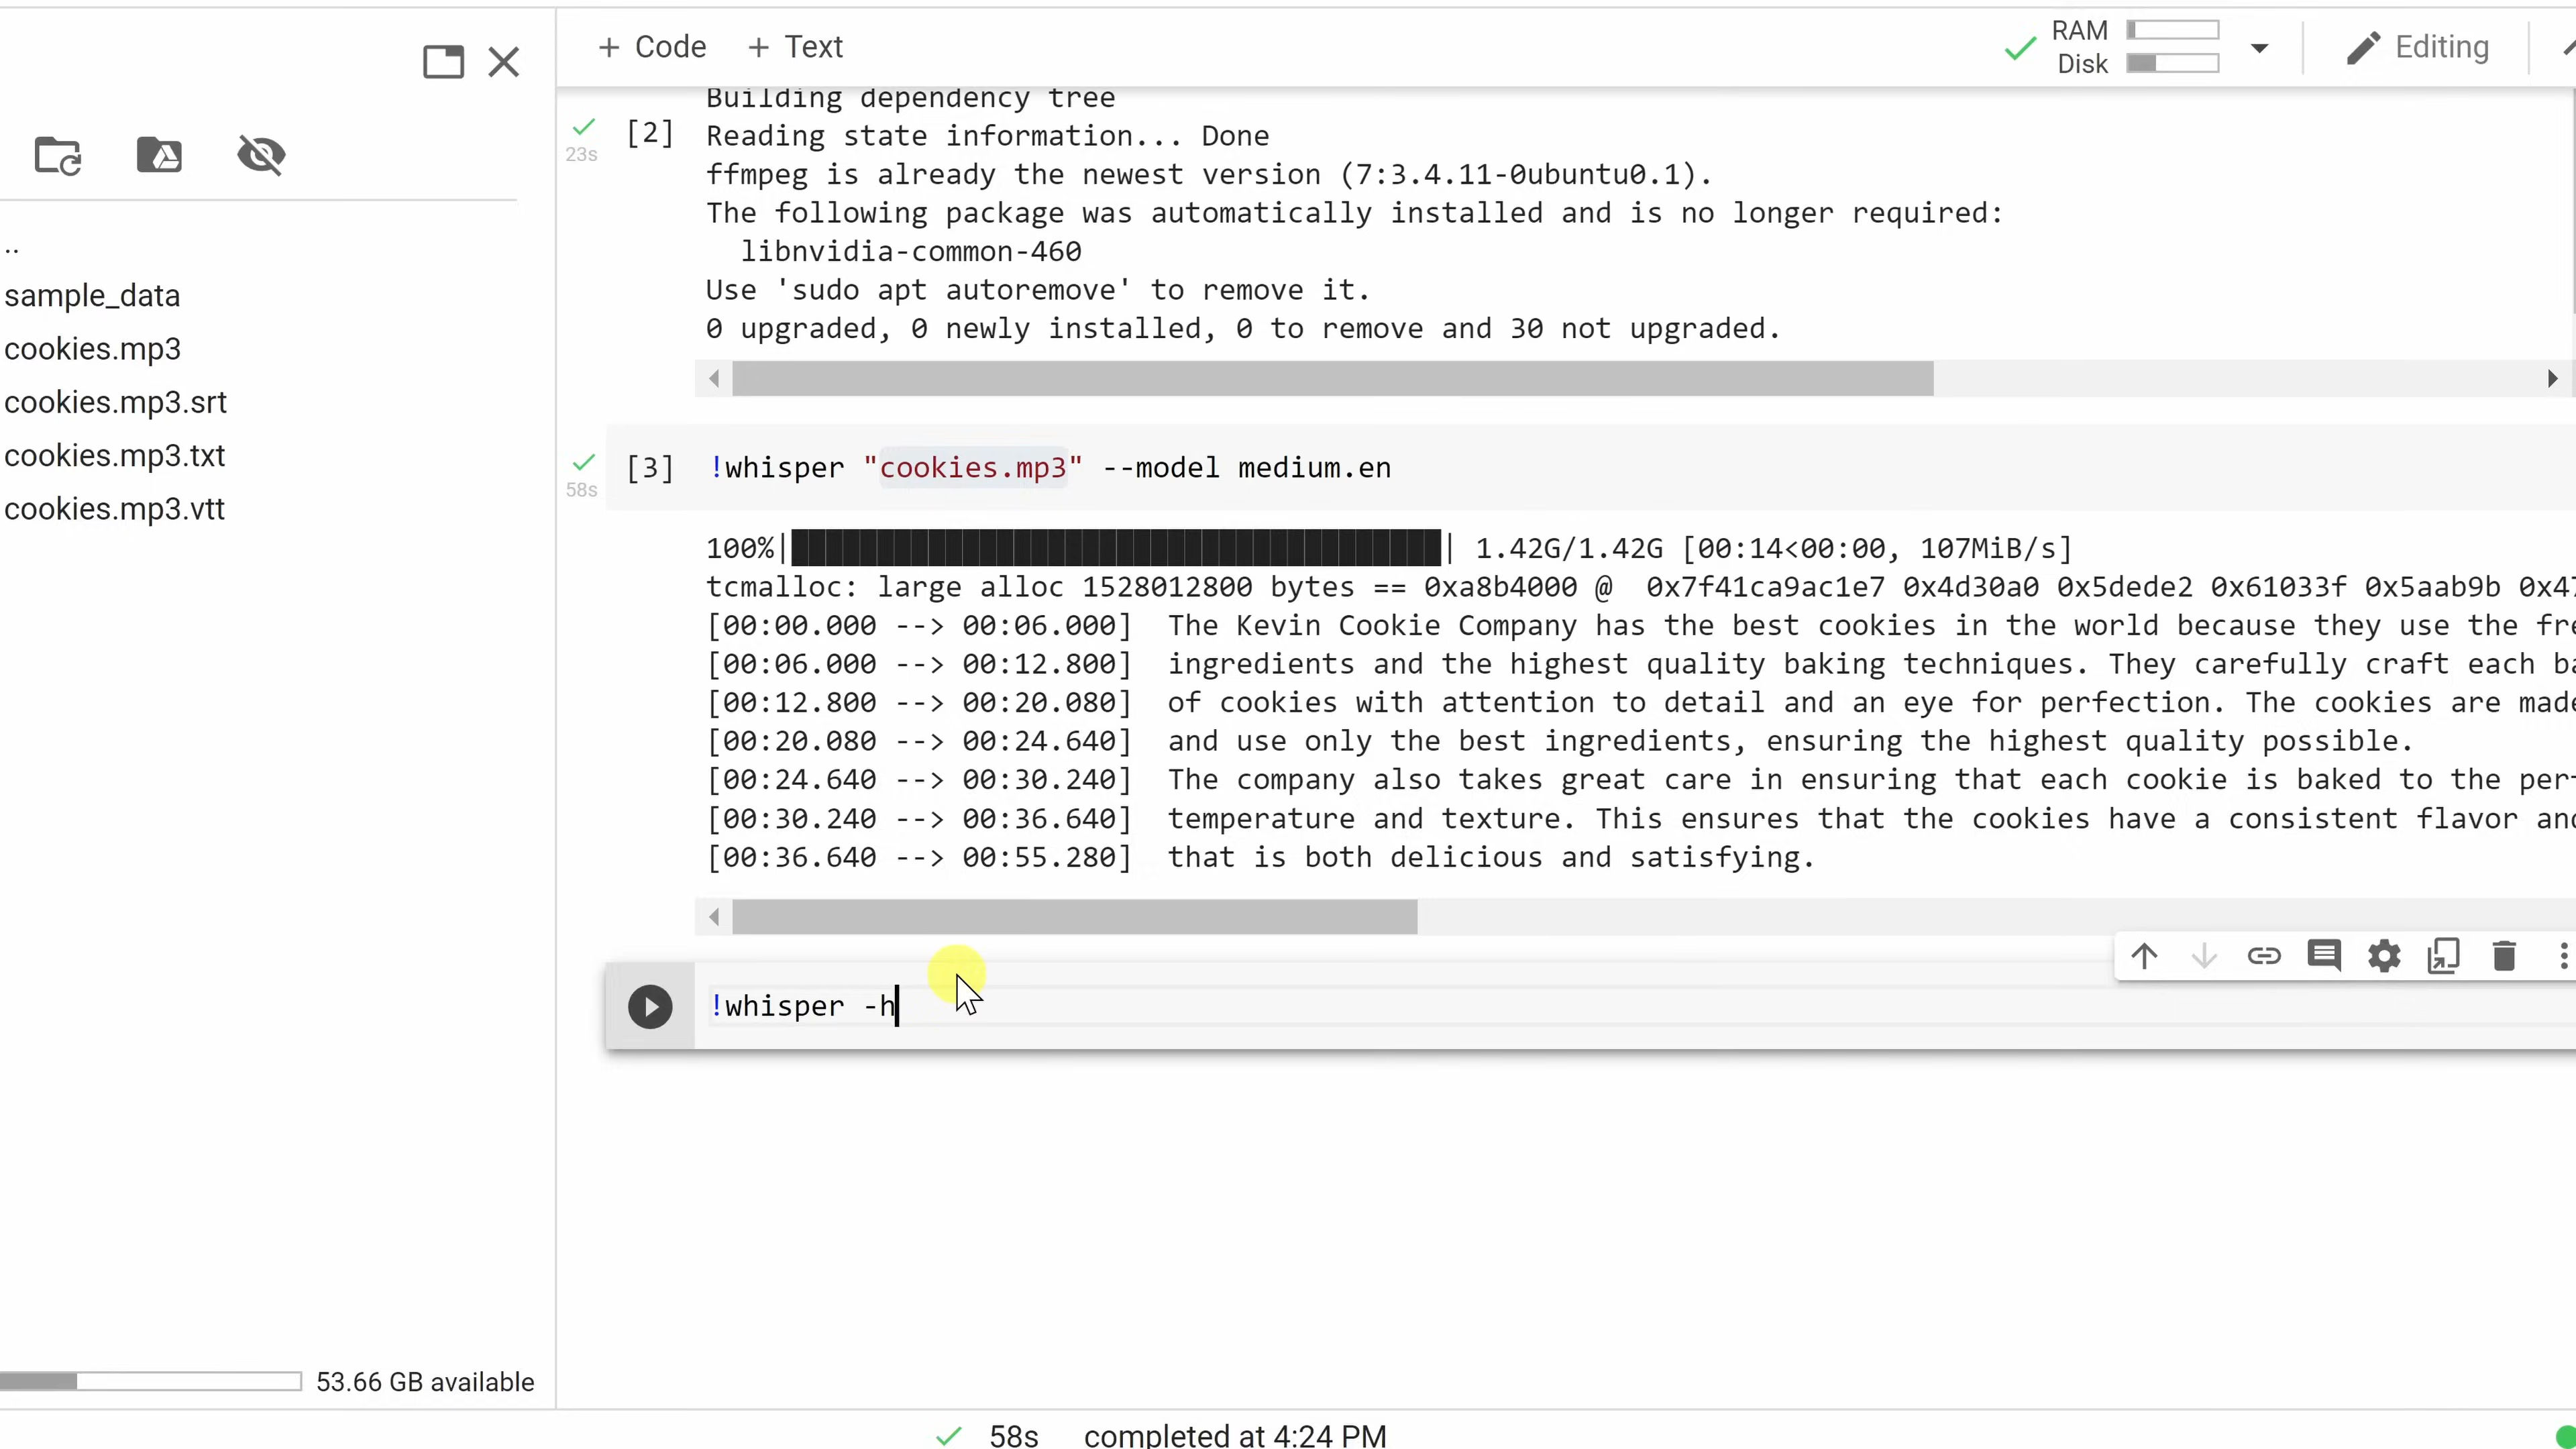 + Code + Text
RAM
Disk
Editing
..
sample_data
cookies.mp3
cookies.mp3.srt
cookies.mp3.txt
cookies.mp3.vtt
53.66 GB available
Building dependency tree
[2] Reading state information... Done
23s
ffmpeg is already the newest version (7:3.4.11-0ubuntu0.1).
The following package was automatically installed and is no longer required:
libnvidia-common-460
Use 'sudo apt autoremove' to remove it.
0 upgraded, 0 newly installed, 0 to remove and 30 not upgraded.
[3] !whisper "cookies.mp3" --model medium.en
58s
100%| | 1.42G/1.42G [00:14<00:00, 107MiB/s]
tcmalloc: large alloc 1528012800 bytes == 0xa8b4000 @ 0x7f41ca9ac1e7 0x4d30a0 0x5dede2 0x61033f 0x5aab9b
[00:00.000 --> 00:06.000] The Kevin Cookie Company has the best cookies in the world because they use the
[00:06.000 --> 00:12.800] ingredients and the highest quality baking techniques. They carefully craft each
[00:12.800 --> 00:20.080] of cookies with attention to detail and an eye for perfection. The cookies are
[00:20.080 --> 00:24.640] and use only the best ingredients, ensuring the highest quality possible.
[00:24.640 --> 00:30.240] The company also takes great care in ensuring that each cookie is baked to the
[00:30.240 --> 00:36.640] temperature and texture. This ensures that the cookies have a consistent flavor
[00:36.640 --> 00:55.280] that is both delicious and satisfying.
!whisper -h
58s completed at 4:24 PM